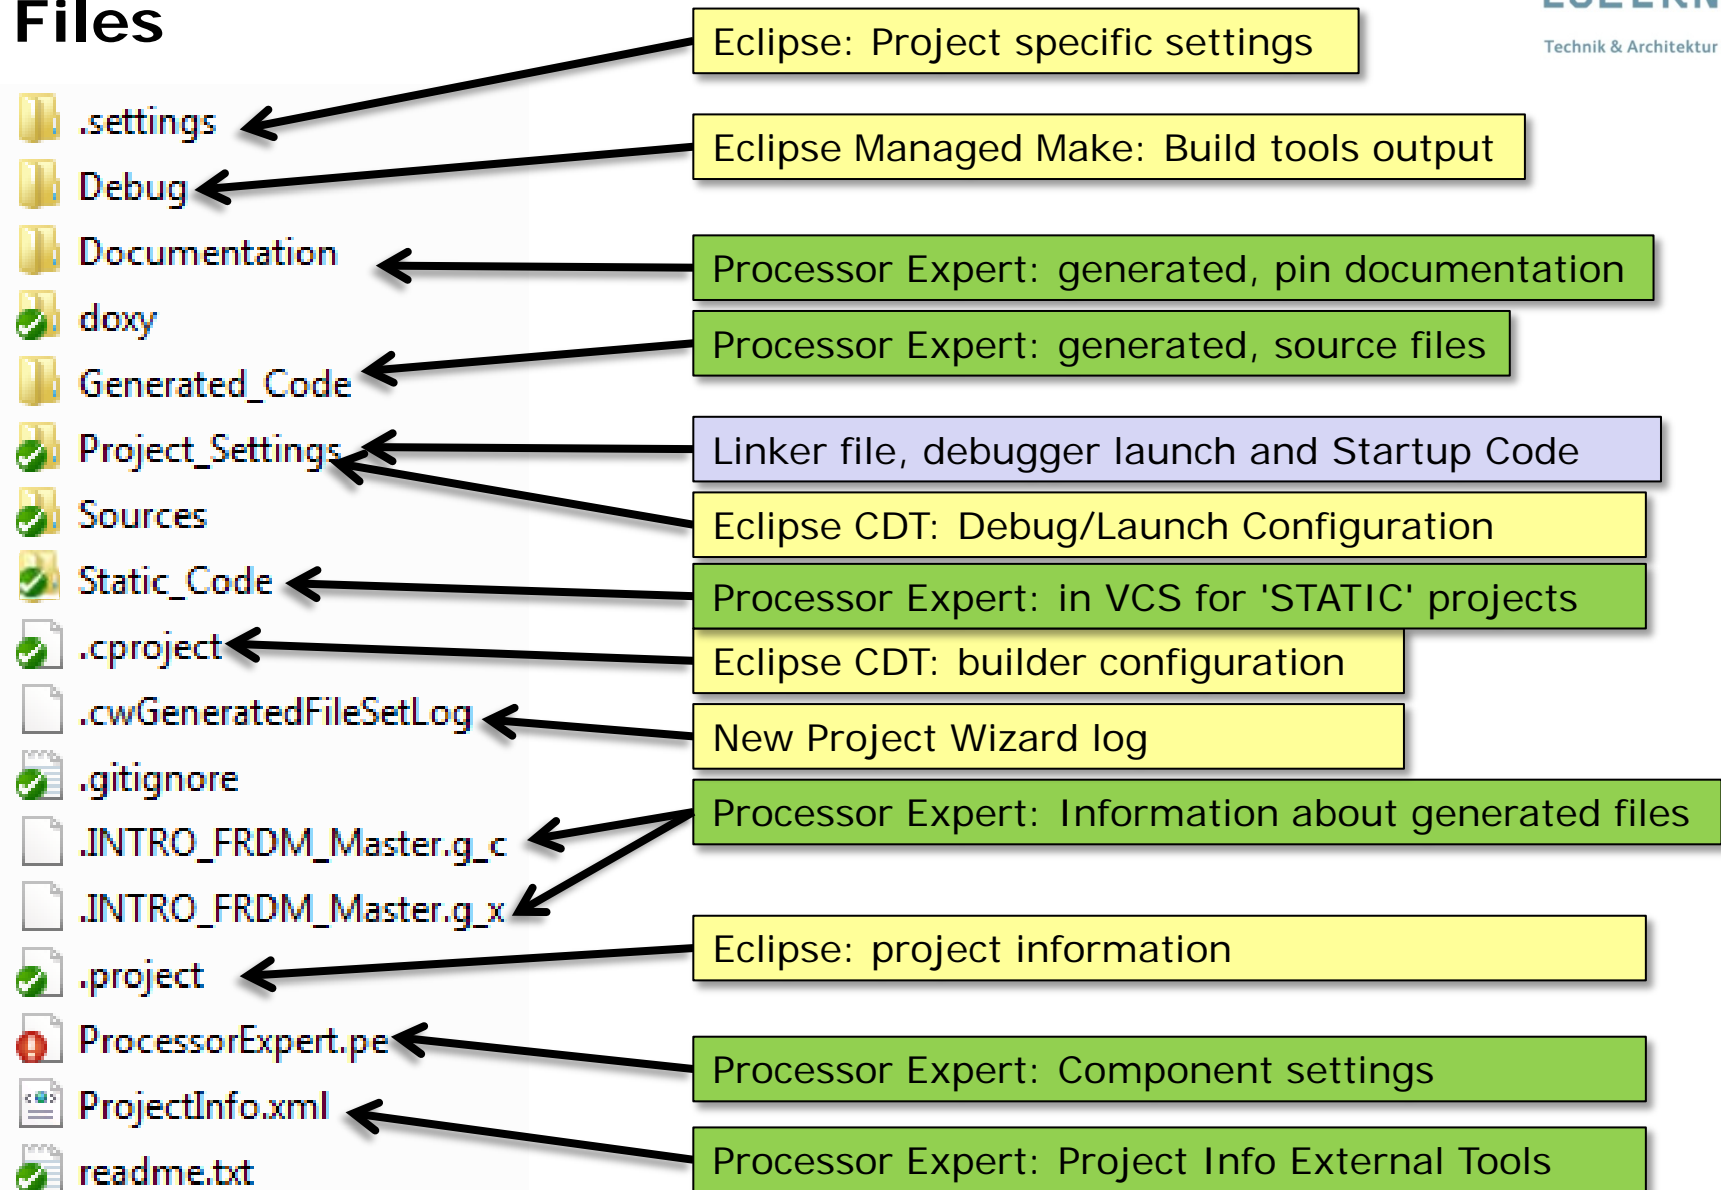 Files
Technik & Architektur
.settings
Eclipse: Project specific settings
Debug
Eclipse Managed Make: Build tools output
Documentation
Processor Expert: generated, pin documentation
doxy
Processor Expert: generated, source files
Generated_Code
Project_Settings
Linker file, debugger launch and Startup Code
Sources
Eclipse CDT: Debug/Launch Configuration
Static_Code
Processor Expert: in VCS for 'STATIC' projects
.cproject
Eclipse CDT: builder configuration
.cwGeneratedFileSetLog
New Project Wizard log
.gitignore
Processor Expert: Information about generated files
.INTRO_FRDM_Master.g_c
.INTRO_FRDM_Master.g_x
.project
Eclipse: project information
ProcessorExpert.pe
Processor Expert: Component settings
ProjectInfo.xml
Processor Expert: Project Info External Tools
readme.txt